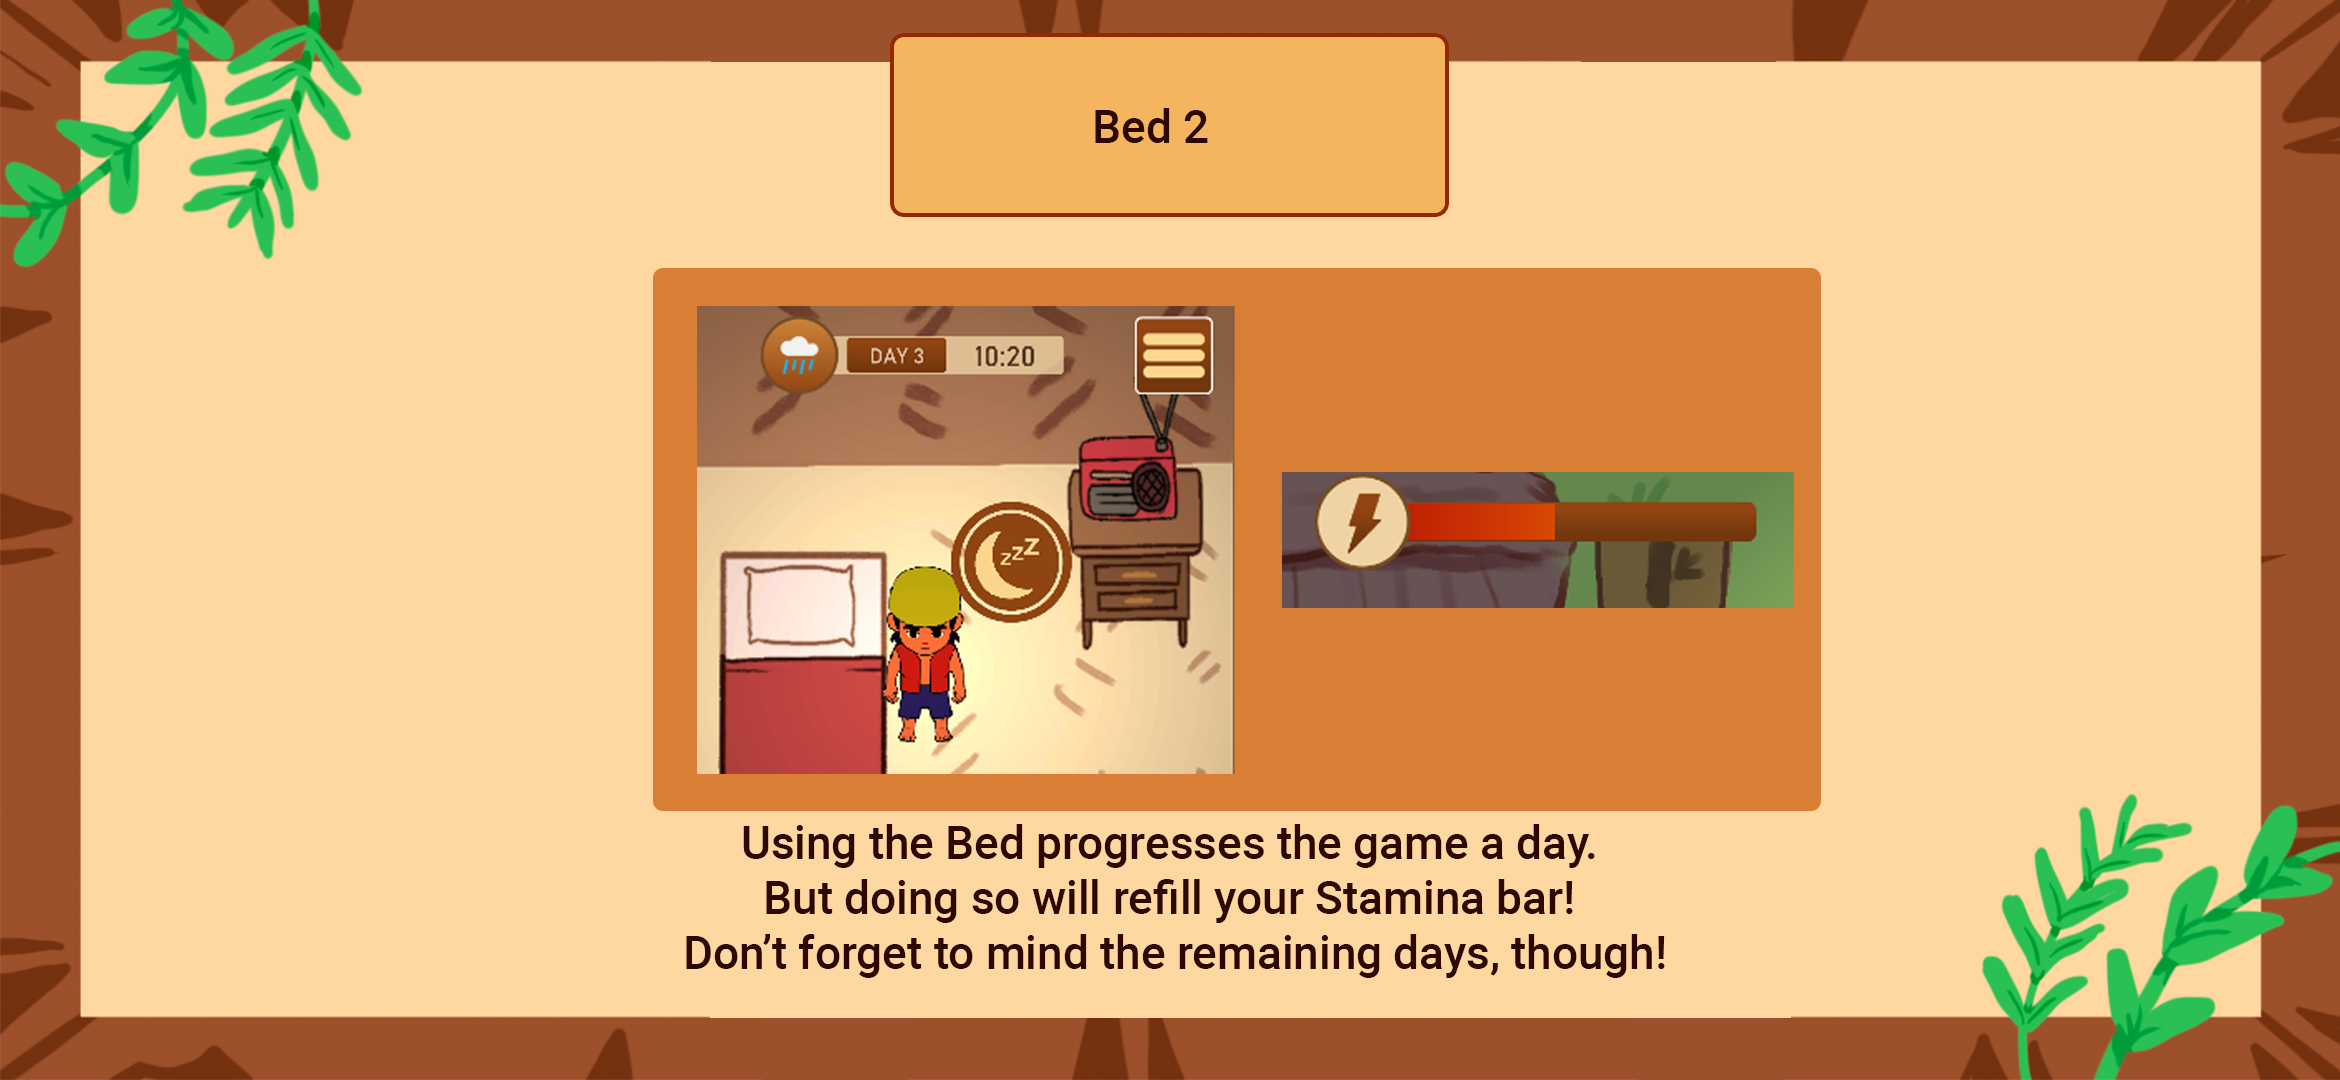 Bed 2
DAY 3 10:20
zzZ
Using the Bed progresses the game a day.
But doing so will refill your Stamina bar!
Don’t forget to mind the remaining days, though!